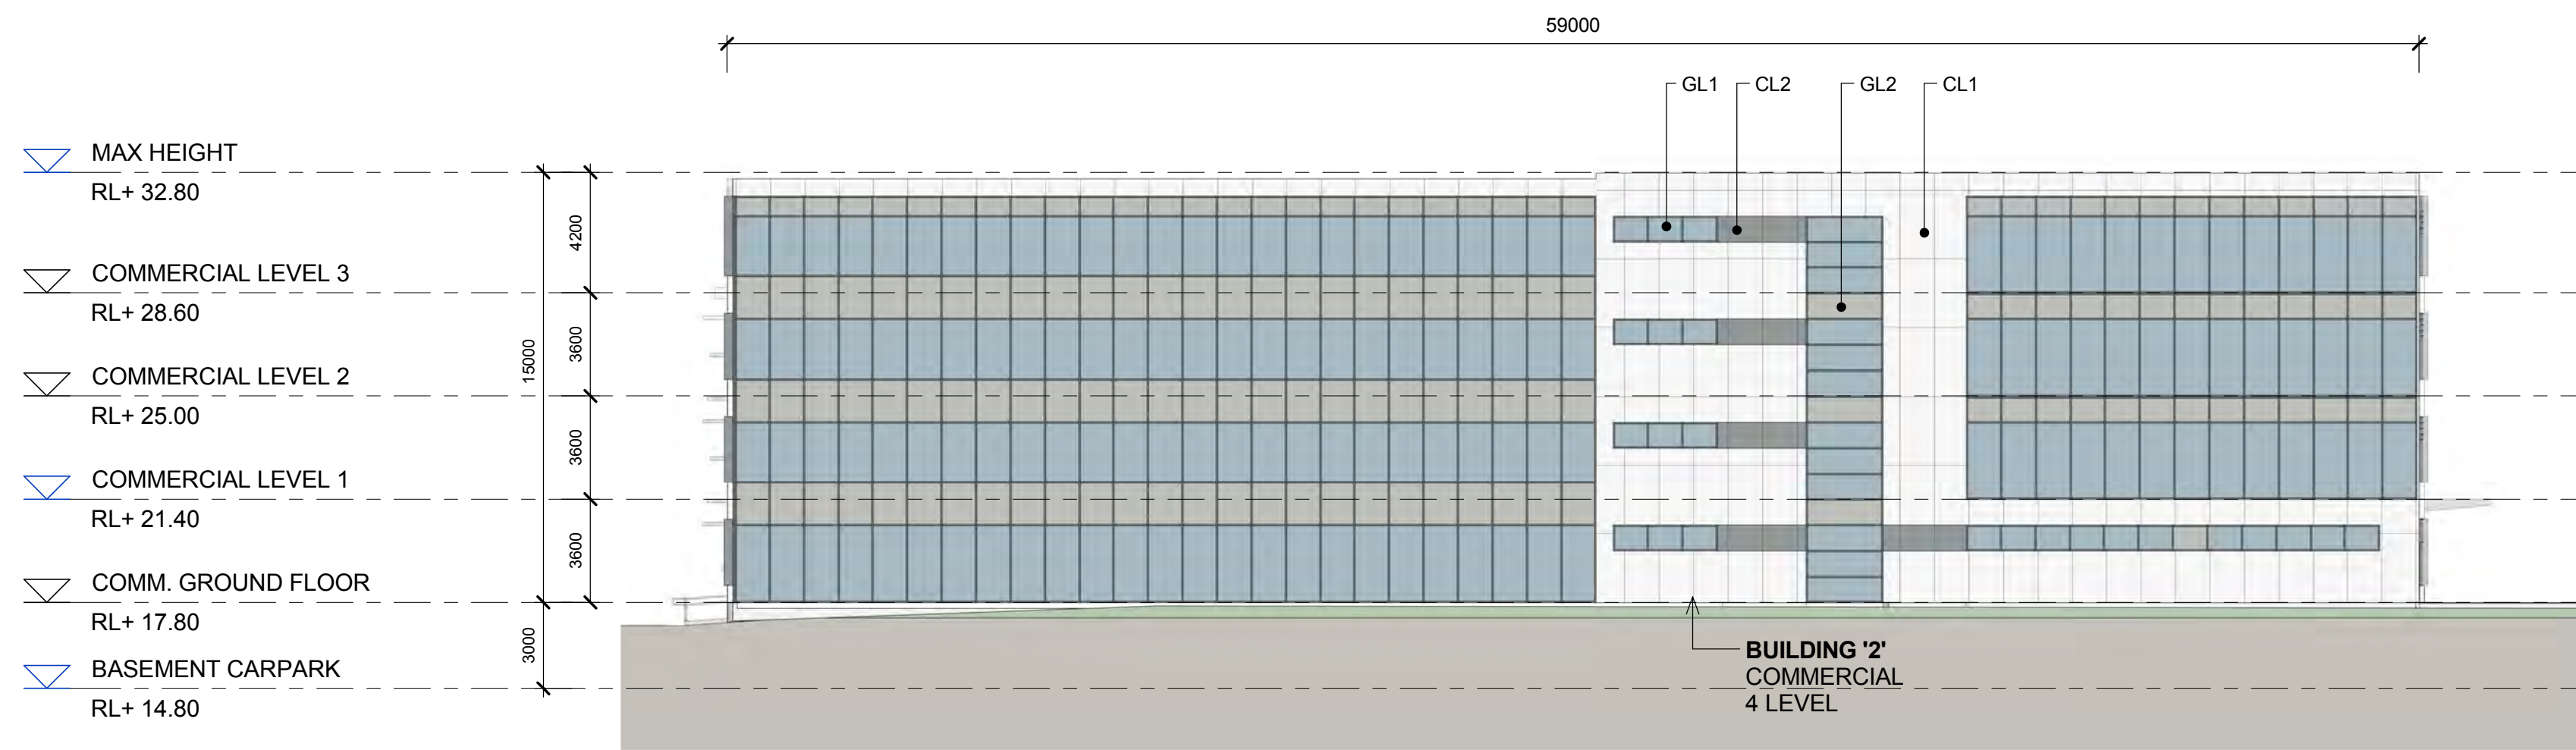 59000
GL1
CL2
GL2
CL1
MAX HEIGHT
RL+ 32.80
4200
COMMERCIAL LEVEL 3
RL+ 28.60
3600
15000
COMMERCIAL LEVEL 2
RL+ 25.00
3600
COMMERCIAL LEVEL 1
RL+ 21.40
3600
COMM. GROUND FLOOR
RL+ 17.80
3000
BASEMENT CARPARK
RL+ 14.80
BUILDING '2'
COMMERCIAL
4 LEVEL